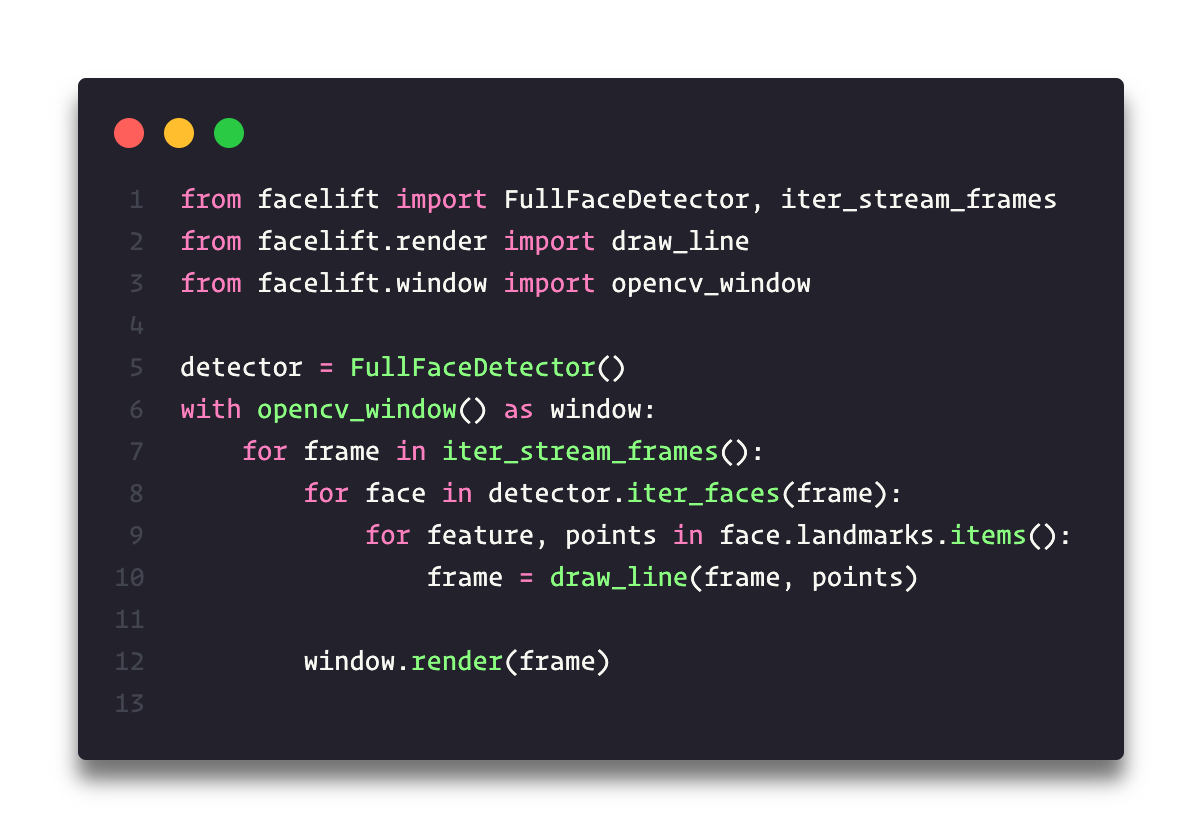 1 from facelift import FullFaceDetector, iter_stream_frames
2 from facelift.render import draw_line
3 from facelift.window import opencv_window
4
5 detector = FullFaceDetector()
6 with opencv_window() as window:
7     for frame in iter_stream_frames():
8         for face in detector.iter_faces(frame):
9             for feature, points in face.landmarks.items():
10                 frame = draw_line(frame, points)
11
12         window.render(frame)
13